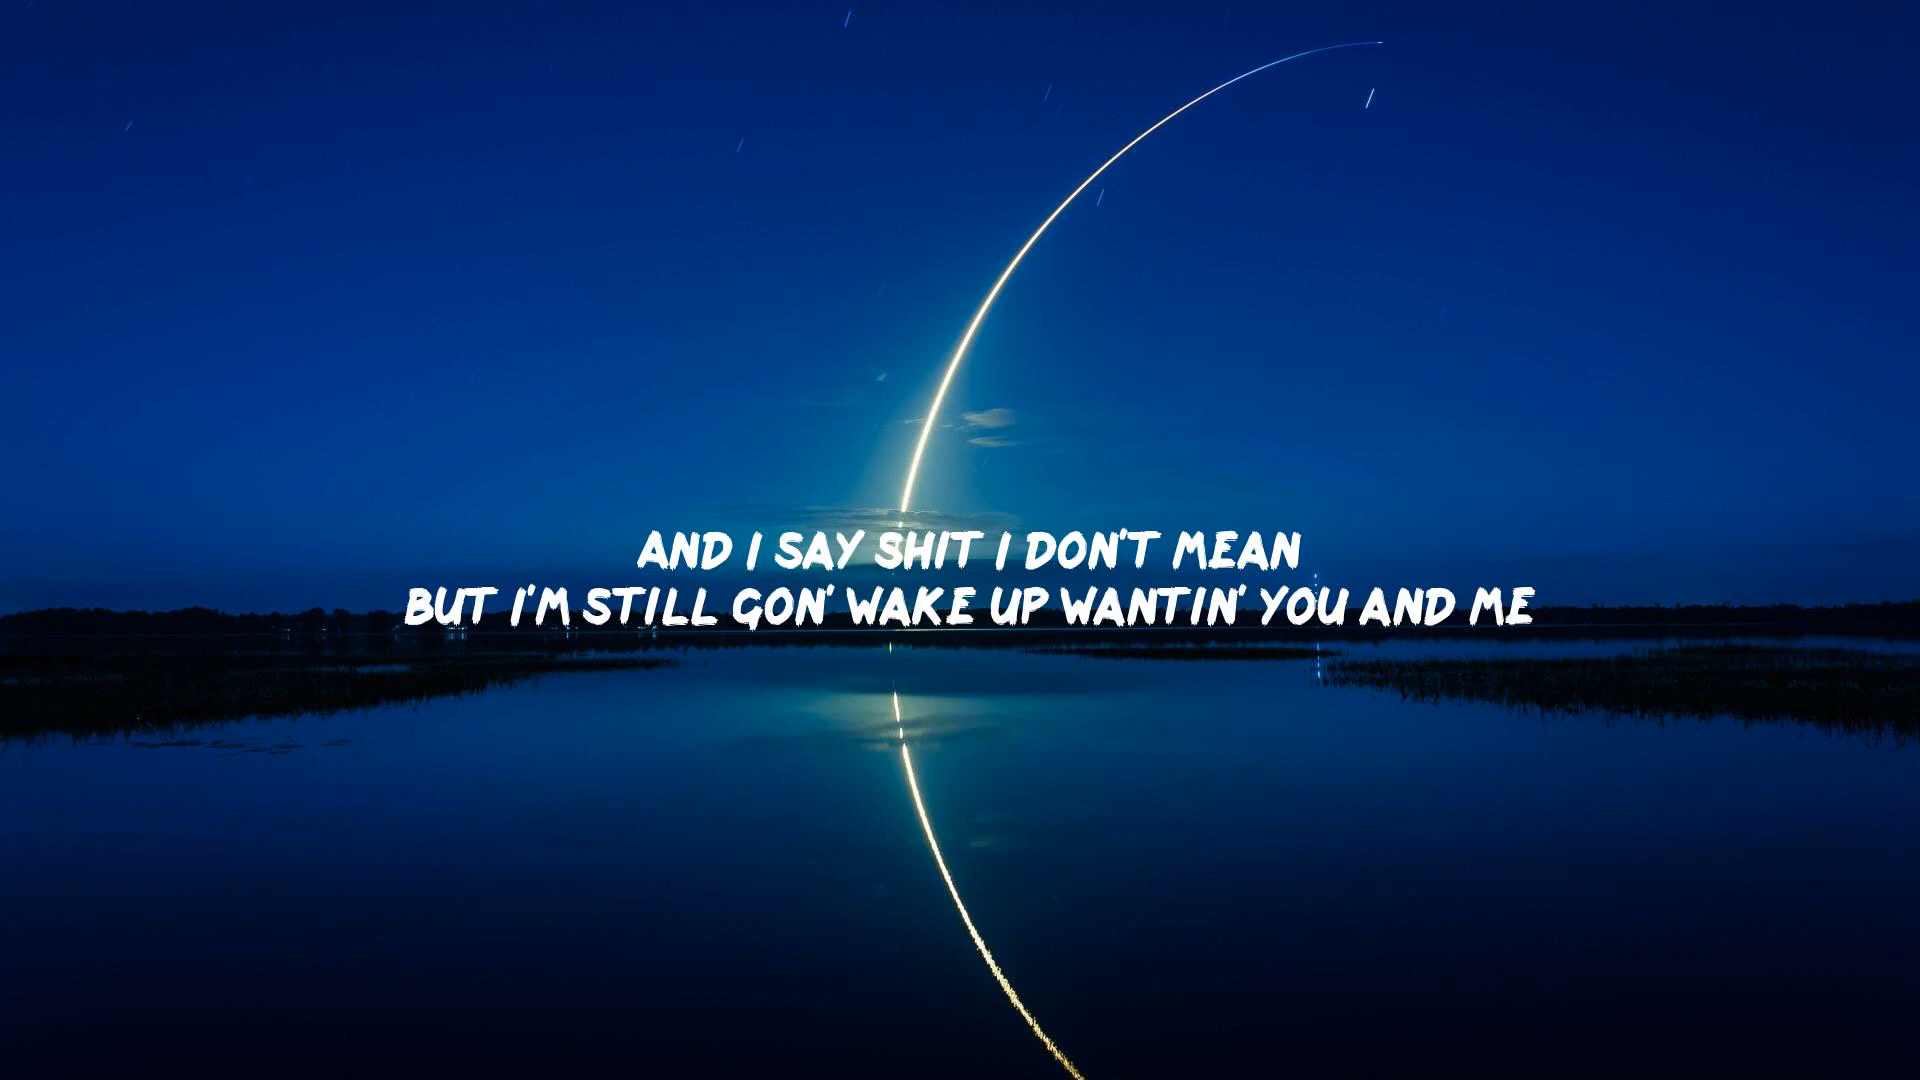 AND I SAY SHIT I DON'T MEAN
BUT I'M STILL GON' WAKE UP WANTIN' YOU AND ME